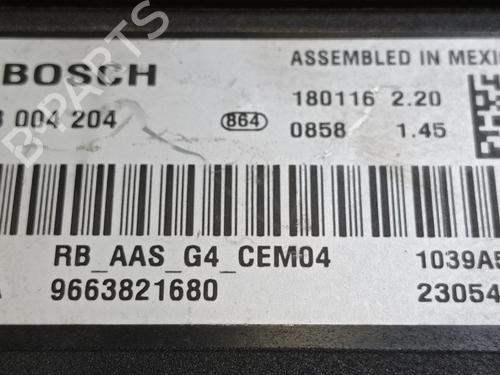 BOSCH
ASSEMBLED IN MEXI
004 204
864
180116 2.20
0858 1.45
B-PARTS
RB_AAS_G4_CEM04
1039A5
9663821680
23054